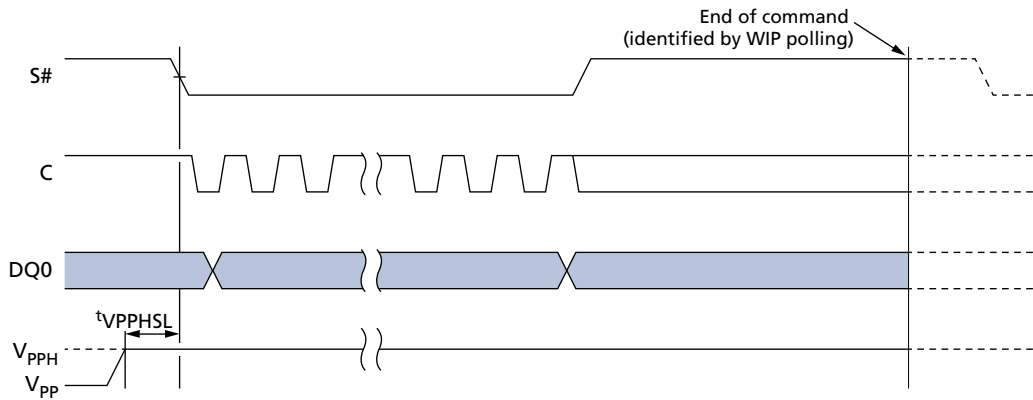 End of command
(identified by WIP polling)
S#
C
DQ0
tVPPHSL
VPPH
VPP